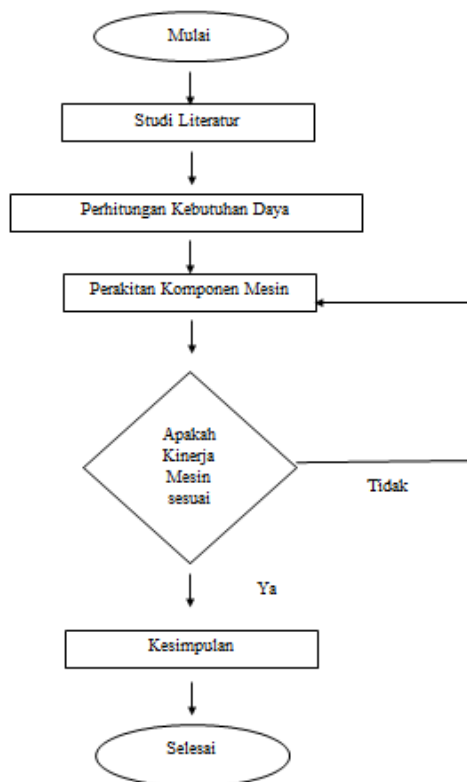 Mulai
Studi Literatur
Perhitungan Kebutuhan Daya
Perakitan Komponen Mesin
Apakah
Kinerja
Mesin
sesuai
Tidak
Ya
Kesimpulan
Selesai